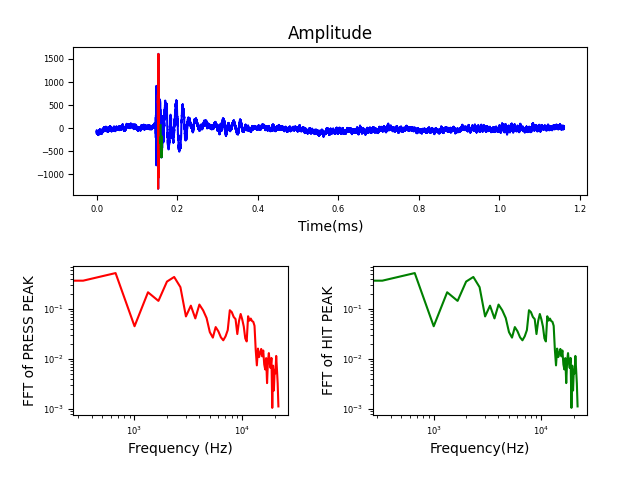 Amplitude
1500
1000
500
0
−500
−1000
0.0 0.2 0.4 0.6 0.8 1.0 1.2
Time(ms)
FFT of PRESS PEAK
10⁻¹
10⁻²
10⁻³
10³ 10⁴
Frequency (Hz)
FFT of HIT PEAK
10⁻¹
10⁻²
10⁻³
10³ 10⁴
Frequency(Hz)